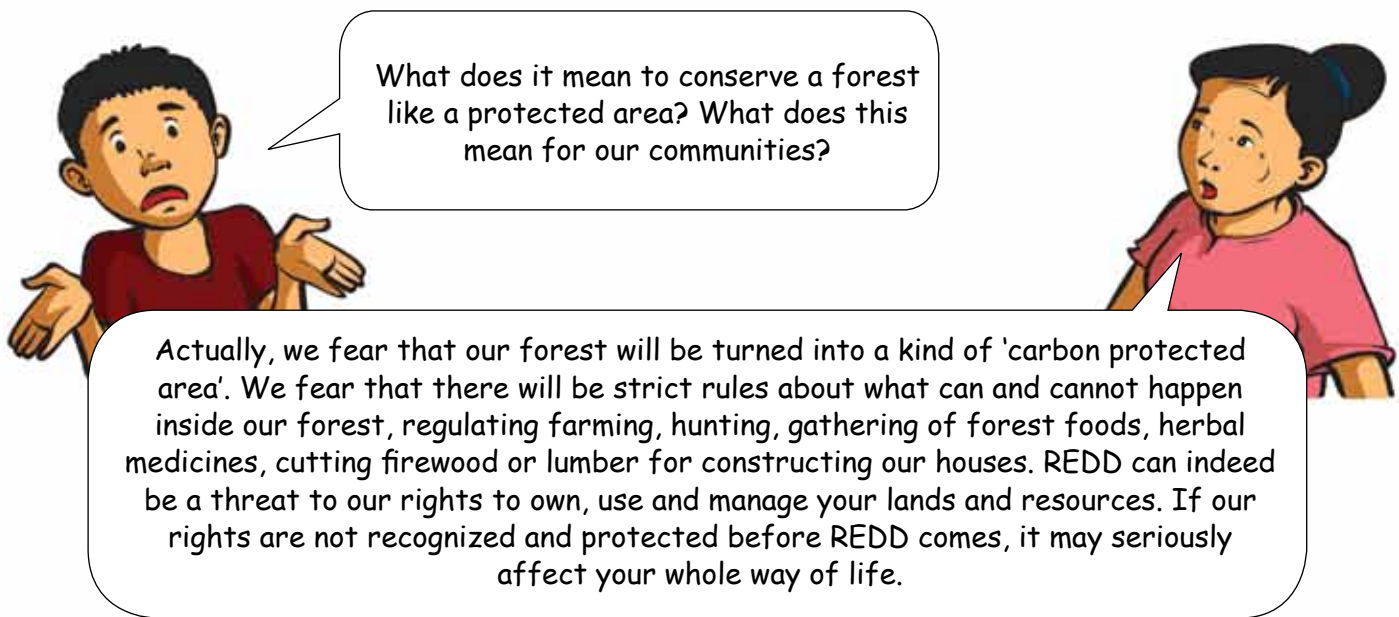 What does it mean to conserve a forest
like a protected area? What does this
mean for our communities?
Actually, we fear that our forest will be turned into a kind of ‘carbon protected
area’. We fear that there will be strict rules about what can and cannot happen
inside our forest, regulating farming, hunting, gathering of forest foods, herbal
medicines, cutting firewood or lumber for constructing our houses. REDD can indeed
be a threat to our rights to own, use and manage your lands and resources. If our
rights are not recognized and protected before REDD comes, it may seriously
affect your whole way of life.